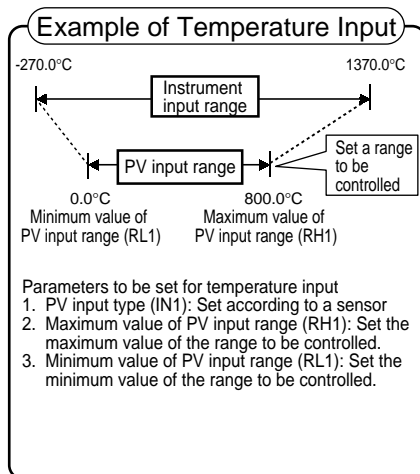 Example of Temperature Input
-270.0°C 1370.0°C
Instrument
input range
PV input range
Set a range
to be
controlled
0.0°C 800.0°C
Minimum value of Maximum value of
PV input range (RL1) PV input range (RH1)
Parameters to be set for temperature input
1. PV input type (IN1): Set according to a sensor
2. Maximum value of PV input range (RH1): Set the
maximum value of the range to be controlled.
3. Minimum value of PV input range (RL1): Set the
minimum value of the range to be controlled.